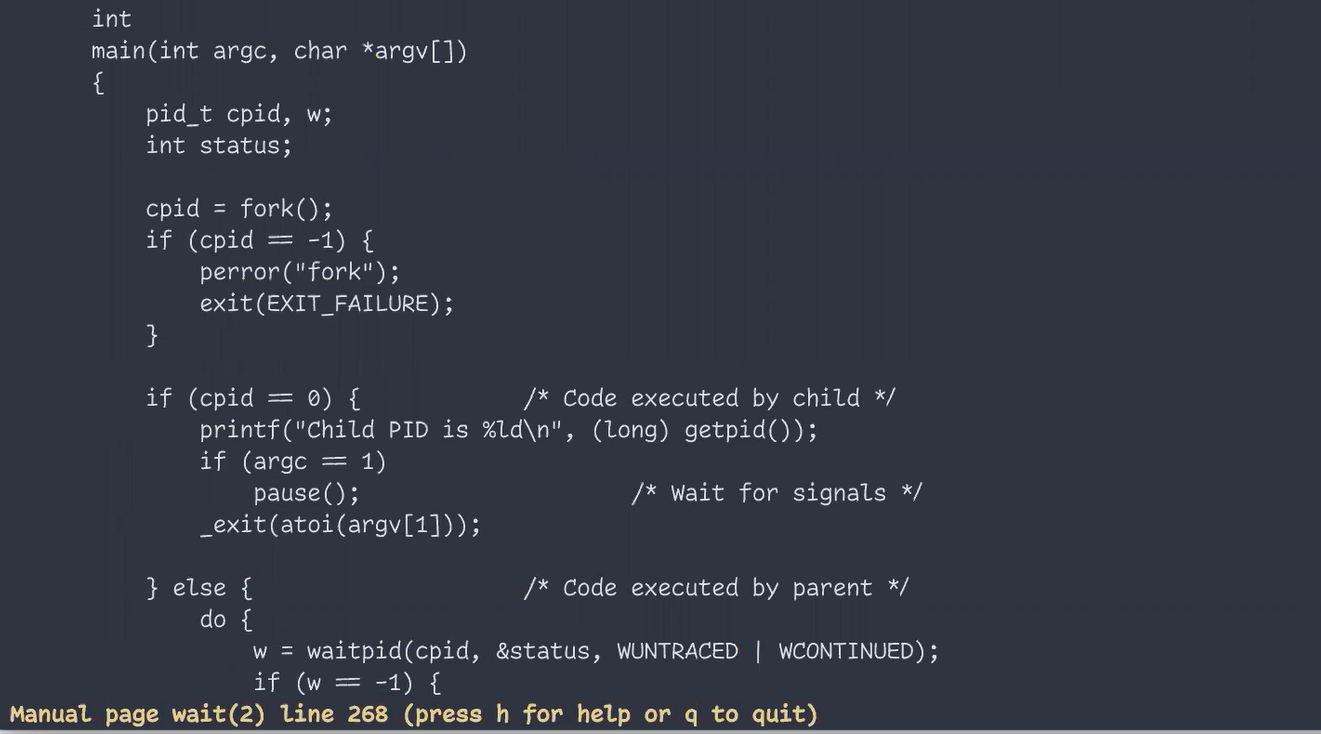 int
main(int argc, char *argv[])
{
    pid_t cpid, w;
    int status;

    cpid = fork();
    if (cpid == -1) {
        perror("fork");
        exit(EXIT_FAILURE);
    }

    if (cpid == 0) {            /* Code executed by child */
        printf("Child PID is %ld\n", (long) getpid());
        if (argc == 1)
            pause();                    /* Wait for signals */
        _exit(atoi(argv[1]));

    } else {                    /* Code executed by parent */
        do {
            w = waitpid(cpid, &status, WUNTRACED | WCONTINUED);
            if (w == -1) {
Manual page wait(2) line 268 (press h for help or q to quit)